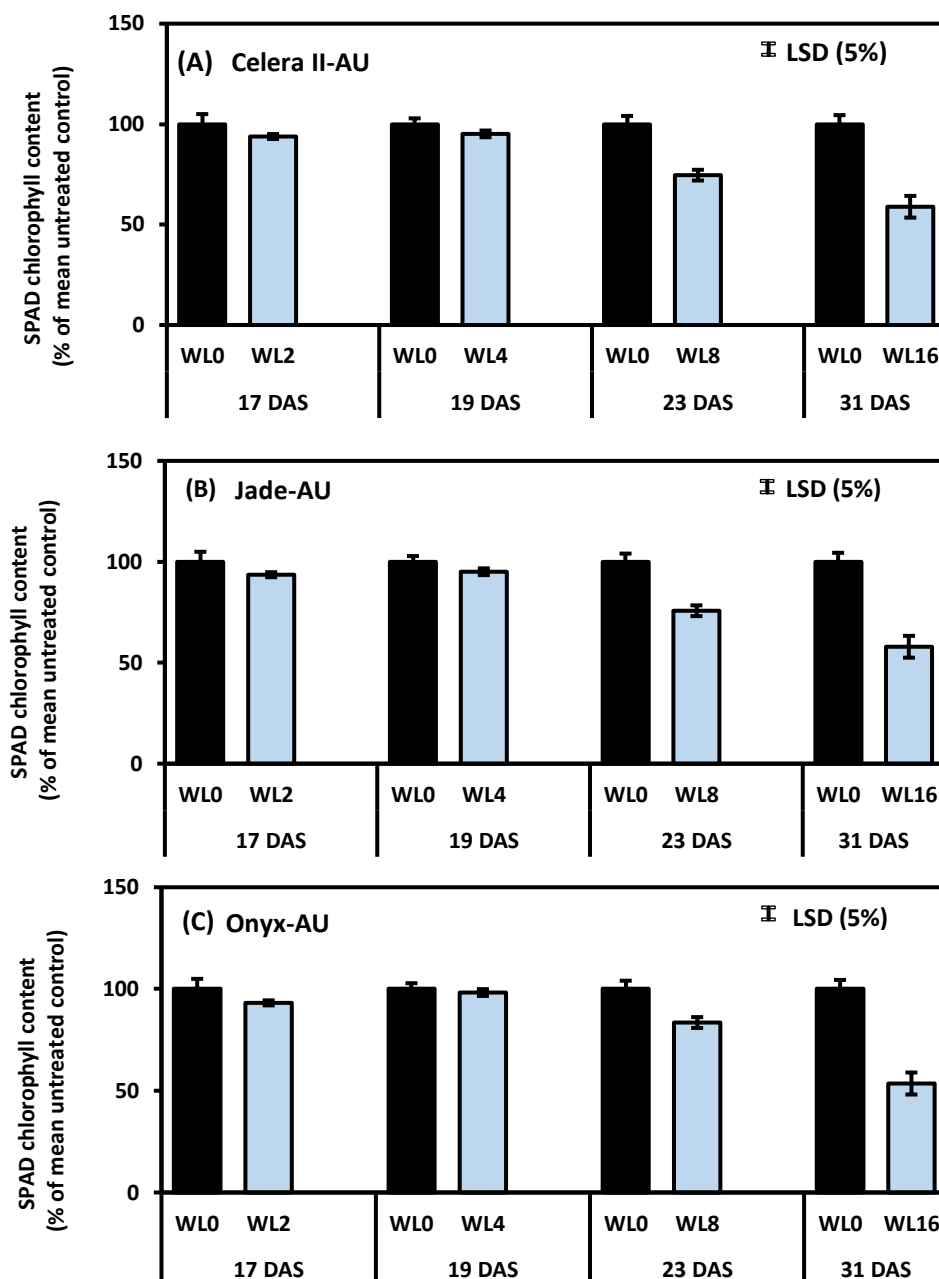 SPAD chlorophyll content
(% of mean untreated control)
150
(A) Celera II-AU
LSD (5%)
100
50
0
WL0 WL2 WL0 WL4 WL0 WL8 WL0 WL16
17 DAS 19 DAS 23 DAS 31 DAS
SPAD chlorophyll content
(% of mean untreated control)
150
(B) Jade-AU
LSD (5%)
100
50
0
WL0 WL2 WL0 WL4 WL0 WL8 WL0 WL16
17 DAS 19 DAS 23 DAS 31 DAS
SPAD chlorophyll content
(% of mean untreated control)
150
(C) Onyx-AU
LSD (5%)
100
50
0
WL0 WL2 WL0 WL4 WL0 WL8 WL0 WL16
17 DAS 19 DAS 23 DAS 31 DAS